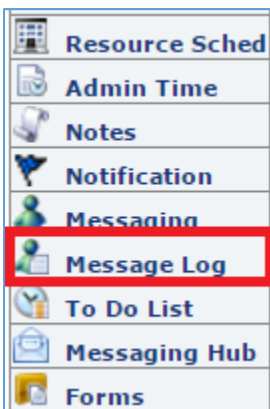 Resource Sched
Admin Time
Notes
Notification
Messaging
Message Log
To Do List
Messaging Hub
Forms